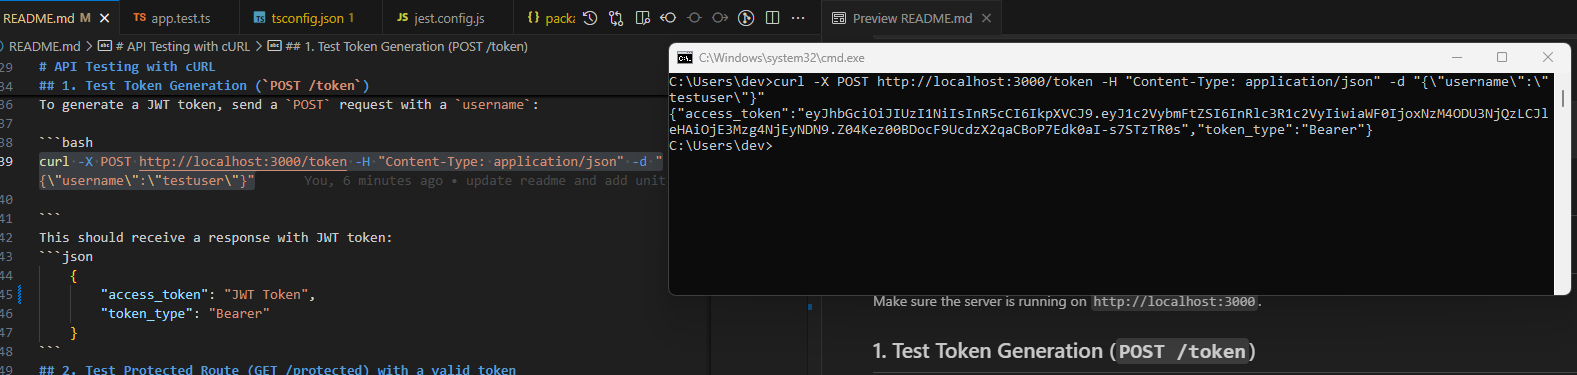 README.md M
TS app.test.ts
tsconfig.json 1
JS jest.config.js
{} packa
Preview README.md
README.md > abc # API Testing with cURL > abc ## 1. Test Token Generation (POST /token)
29 # API Testing with cURL
34 ## 1. Test Token Generation (`POST /token`)
36 To generate a JWT token, send a `POST` request with a `username`:
37
38 ```bash
39 curl -X POST http://localhost:3000/token -H "Content-Type: application/json" -d "
{\"username\":\"testuser\"}" You, 6 minutes ago • update readme and add unit
40
41 ```
42 This should receive a response with JWT token:
43 ```json
44 {
45 "access_token": "JWT Token",
46 "token_type": "Bearer"
47 }
48 ```
49 ## 2. Test Protected Route (GET /protected) with a valid token
C:\Windows\system32\cmd.exe
C:\Users\dev>curl -X POST http://localhost:3000/token -H "Content-Type: application/json" -d "{\"username\":\"
testuser\"}"
{"access_token":"eyJhbGciOiJIUzI1NiIsInR5cCI6IkpXVCJ9.eyJ1c2VybmFtZSI6InRlc3R1c2VyIiwiaWF0IjoxNzM4ODU3NjQzLCJl
eHAiOjE3Mzg4NjEyNDN9.Z04Kez00BDocF9UcdzX2qaCBoP7Edk0aI-s7STzTR0s","token_type":"Bearer"}
C:\Users\dev>
Make sure the server is running on http://localhost:3000.
1. Test Token Generation (POST /token)